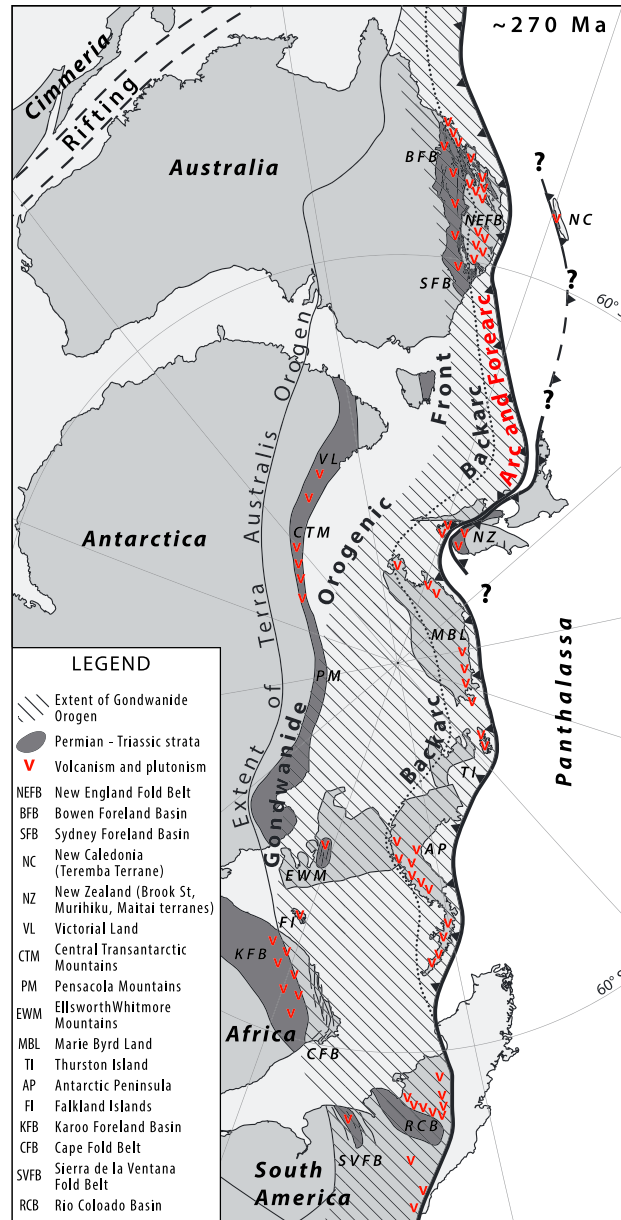 ~270 Ma
Cimmeria
Rifting
Australia
BFB
NEFB
SFB
?
NC
?
60°S
?
Extent of Terra Australis Orogen
Gondwanide Orogenic Front
Backarc
Arc and Forearc
VL
CTM
Antarctica
NZ
?
MBL
PM
Panthalassa
Backarc
TI
AP
EWM
FI
KFB
Africa
CFB
60°S
RCB
SVFB
South
America
LEGEND
Extent of Gondwanide
Orogen
Permian - Triassic strata
V Volcanism and plutonism
NEFB New England Fold Belt
BFB Bowen Foreland Basin
SFB Sydney Foreland Basin
NC New Caledonia
(Teremba Terrane)
NZ New Zealand (Brook St,
Murihiku, Maitai terranes)
VL Victorial Land
CTM Central Transantarctic
Mountains
PM Pensacola Mountains
EWM EllsworthWhitmore
Mountains
MBL Marie Byrd Land
TI Thurston Island
AP Antarctic Peninsula
FI Falkland Islands
KFB Karoo Foreland Basin
CFB Cape Fold Belt
SVFB Sierra de la Ventana
Fold Belt
RCB Rio Coloado Basin